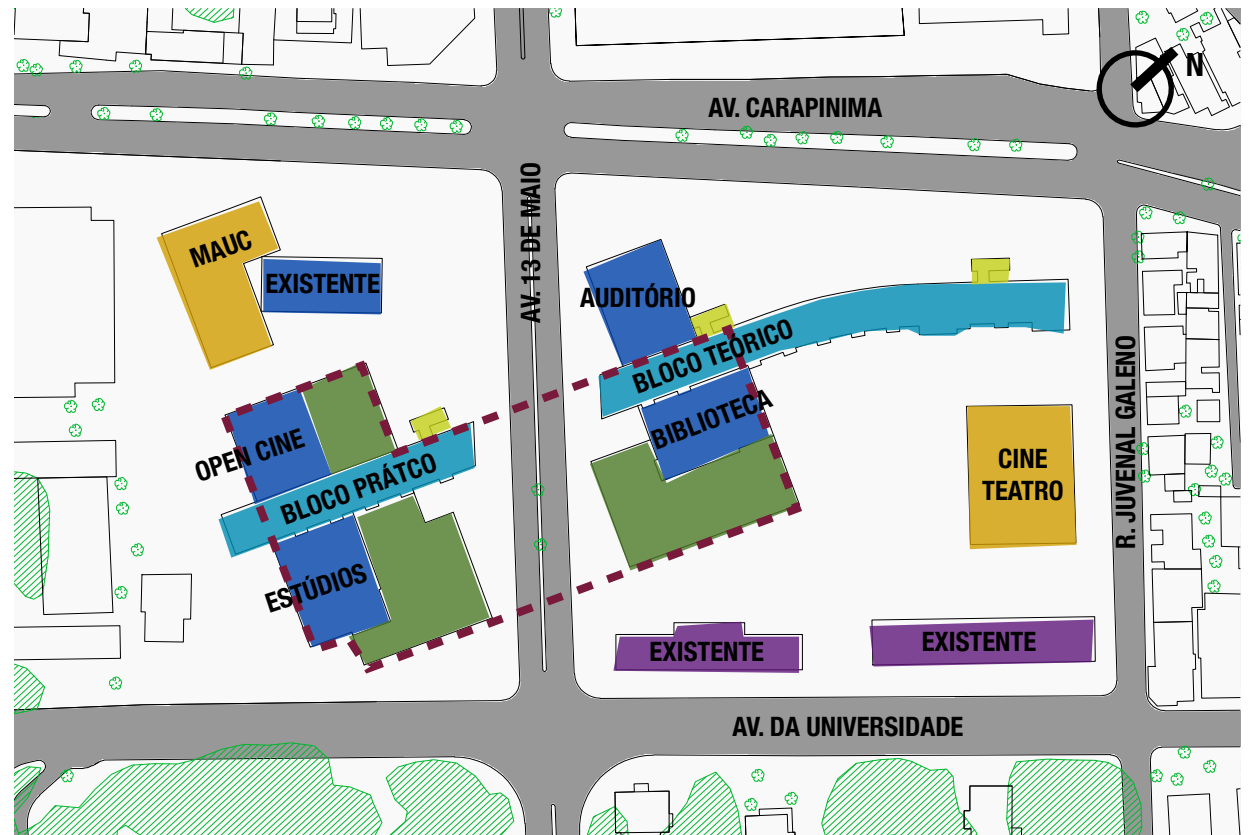 N
AV. CARAPINIMA
AV. 13 DE MAIO
MAUC
EXISTENTE
AUDITÓRIO
BLOCO TEÓRICO
BIBLIOTECA
R. JUVENAL GALENO
OPEN CINE
BLOCO PRÁTCO
CINE
TEATRO
ESTÚDIOS
EXISTENTE
EXISTENTE
AV. DA UNIVERSIDADE